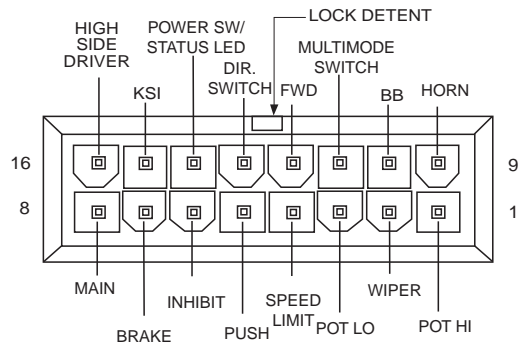 LOCK DETENT
HIGH
SIDE
DRIVER
POWER SW/
STATUS LED
DIR.
SWITCH
MULTIMODE
SWITCH
KSI
FWD
BB
HORN
16
9
8
1
MAIN
BRAKE
INHIBIT
PUSH
SPEED
LIMIT
POT LO
WIPER
POT HI